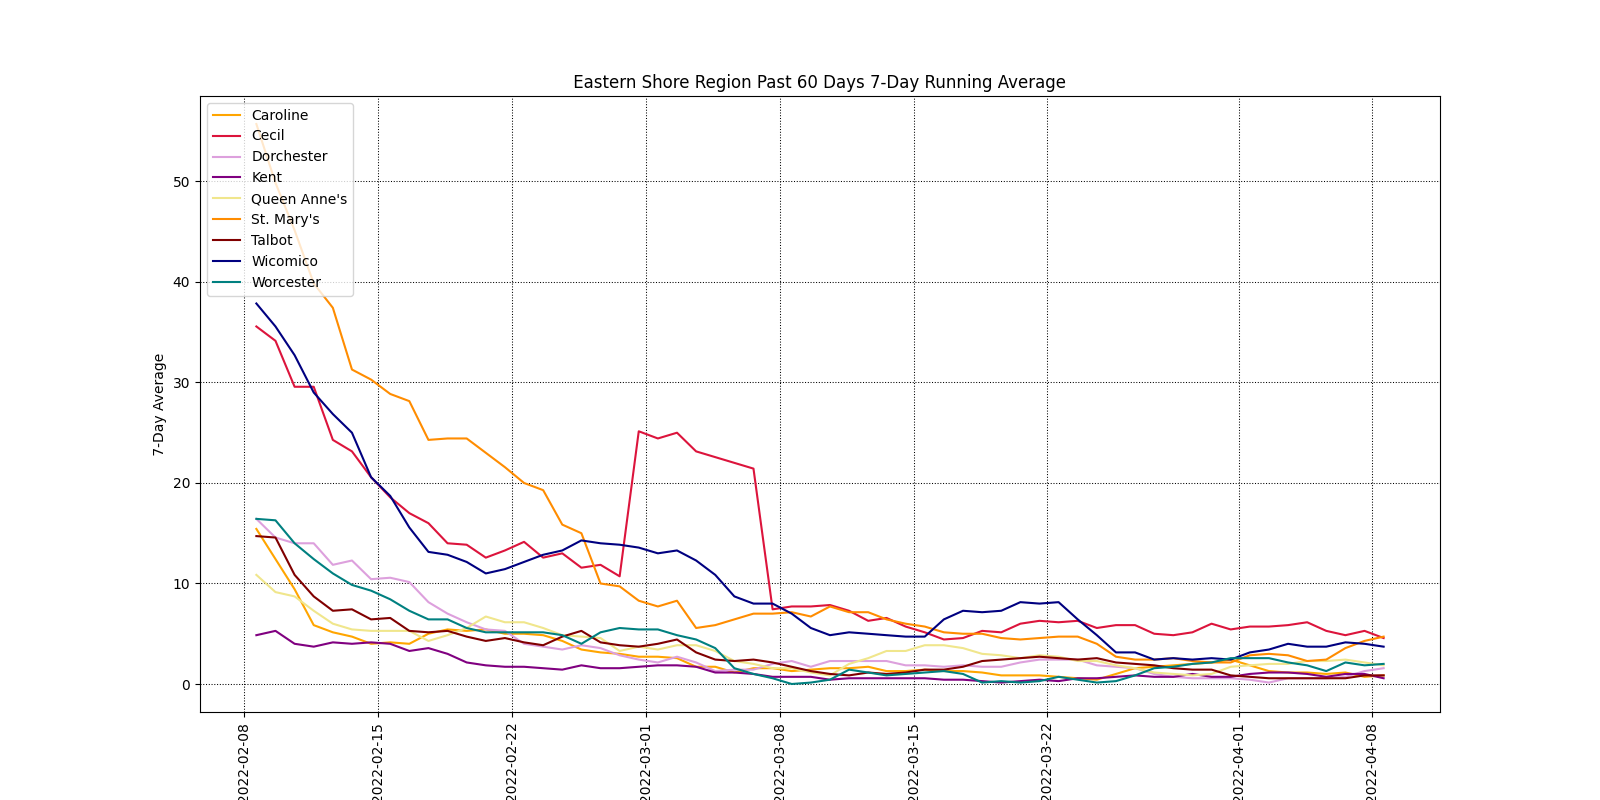 Eastern Shore Region Past 60 Days 7-Day Running Average
Caroline
Cecil
Dorchester
Kent
Queen Anne's
St. Mary's
Talbot
Wicomico
Worcester
7-Day Average
50
40
30
20
10
0
2022-02-08
2022-02-15
2022-02-22
2022-03-01
2022-03-08
2022-03-15
2022-03-22
2022-04-01
2022-04-08